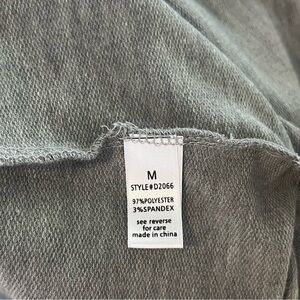 M
STYLE#D2066
97%POLYESTER
3%SPANDEX
see reverse
for care
made in china